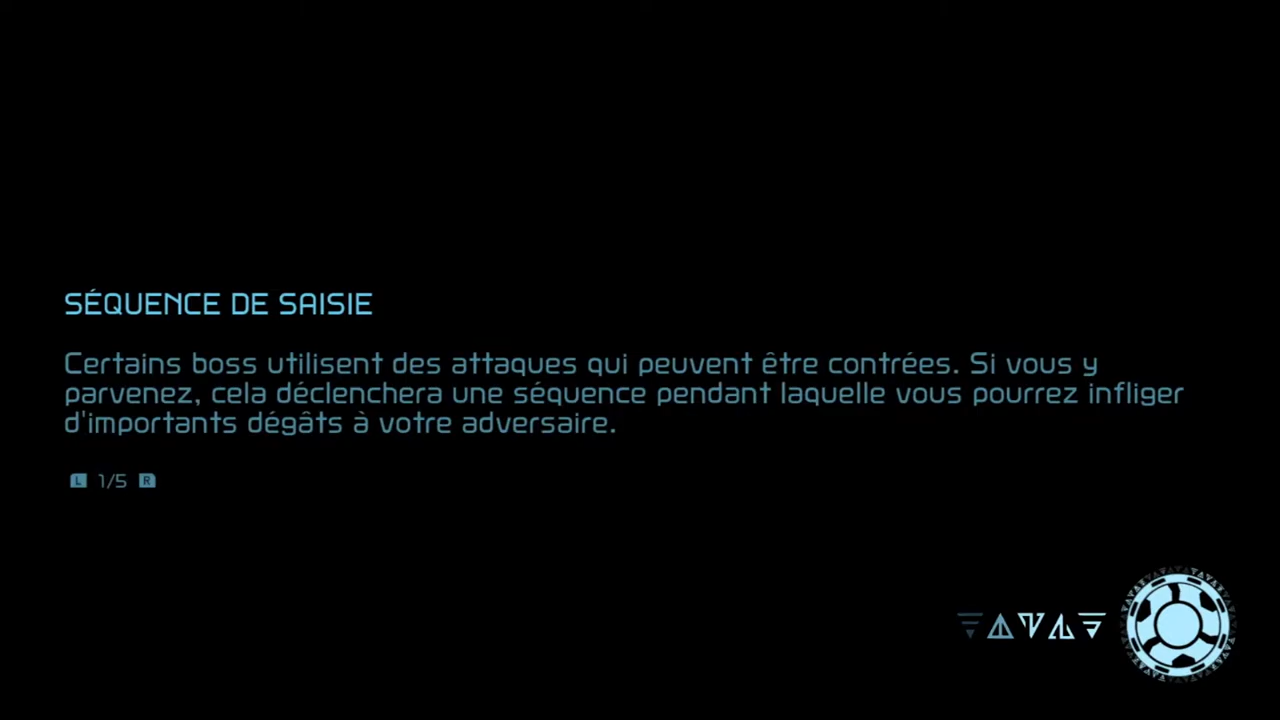 SÉQUENCE DE SAISIE
Certains boss utilisent des attaques qui peuvent être contrées. Si vous y
parvenez, cela déclenchera une séquence pendant laquelle vous pourrez infliger
d'importants dégâts à votre adversaire.
L 1/5 R